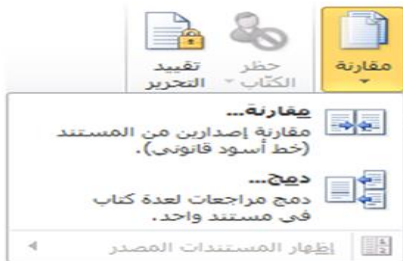 مقارنة
حظر الكتّاب
تقييد التحرير
مقارنة...
مقارنة إصدارين من المستند
(خط أسود قانوني).
دمج...
دمج مراجعات لعدة كتاب
في مستند واحد.
إظهار المستندات المصدر